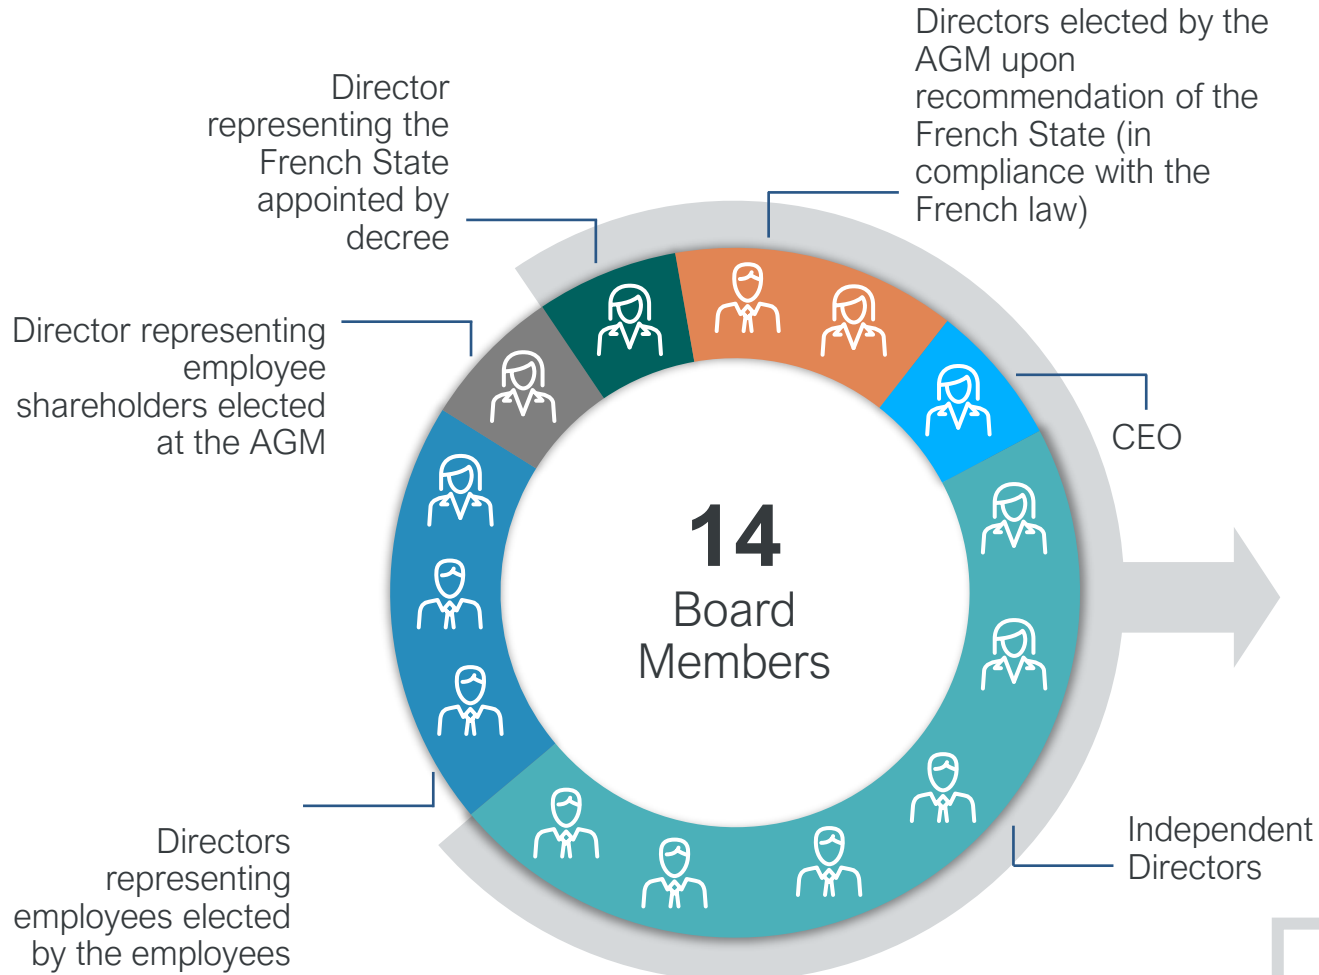 Directors elected by the
AGM upon
recommendation of the
French State (in
compliance with the
French law)
Director
representing the
French State
appointed by
decree
Director representing
employee
shareholders elected
at the AGM
CEO
14
Board
Members
Independent
Directors
Directors
representing
employees elected
by the employees